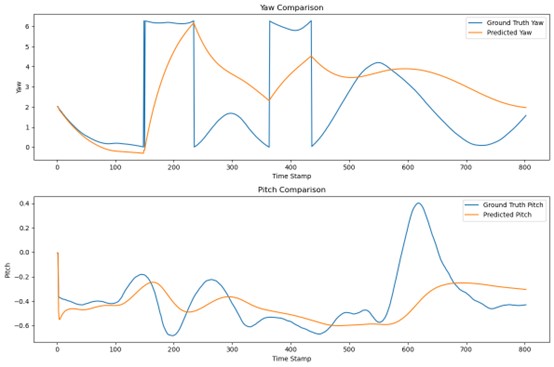 Yaw Comparison
Ground Truth Yaw
Predicted Yaw
6
5
4
3
2
1
0
Yaw
0 100 200 300 400 500 600 700 800
Time Stamp
Pitch Comparison
Ground Truth Pitch
Predicted Pitch
0.4
0.2
0.0
−0.2
−0.4
−0.6
Pitch
0 100 200 300 400 500 600 700 800
Time Stamp